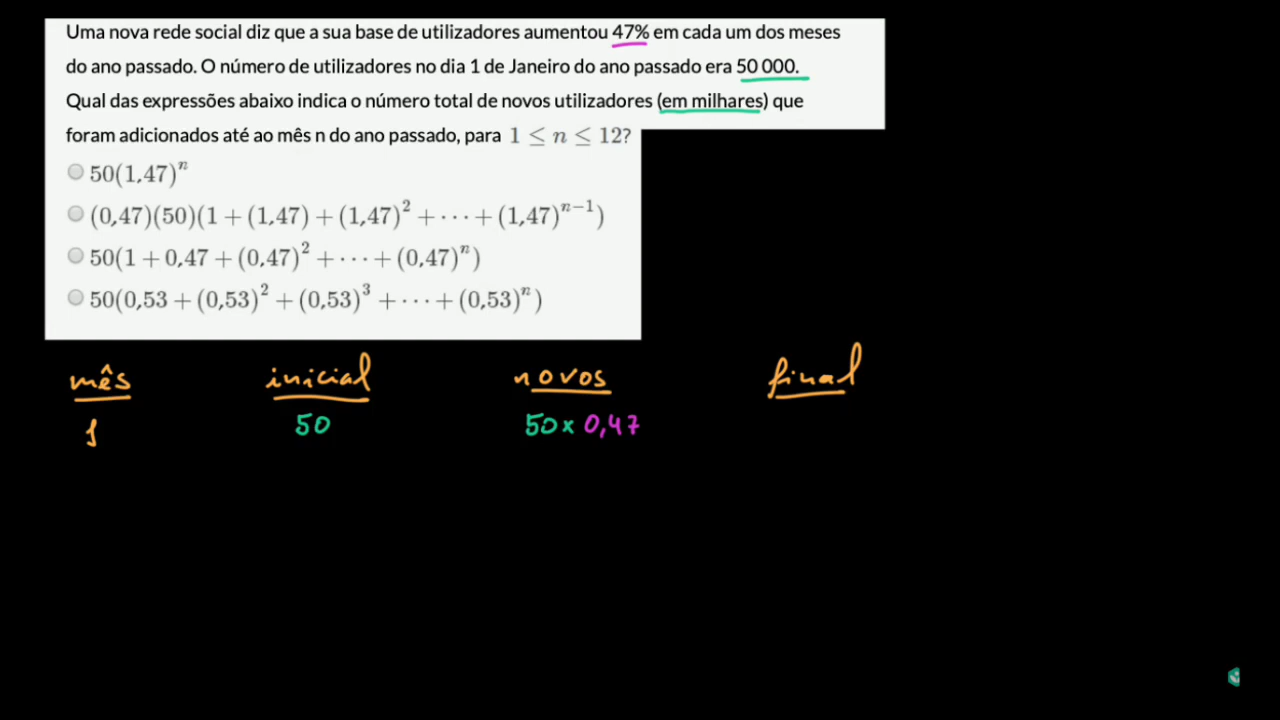 Uma nova rede social diz que a sua base de utilizadores aumentou 47% em cada um dos meses
do ano passado. O número de utilizadores no dia 1 de Janeiro do ano passado era 50 000.
Qual das expressões abaixo indica o número total de novos utilizadores (em milhares) que
foram adicionados até ao mês n do ano passado, para 1 ≤ n ≤ 12?
50(1,47)^n
(0,47)(50)(1 + (1,47) + (1,47)^2 + ⋯ + (1,47)^{n−1})
50(1 + 0,47 + (0,47)^2 + ⋯ + (0,47)^n)
50(0,53 + (0,53)^2 + (0,53)^3 + ⋯ + (0,53)^n)
mês inicial novos final
1 50 50 x 0,47